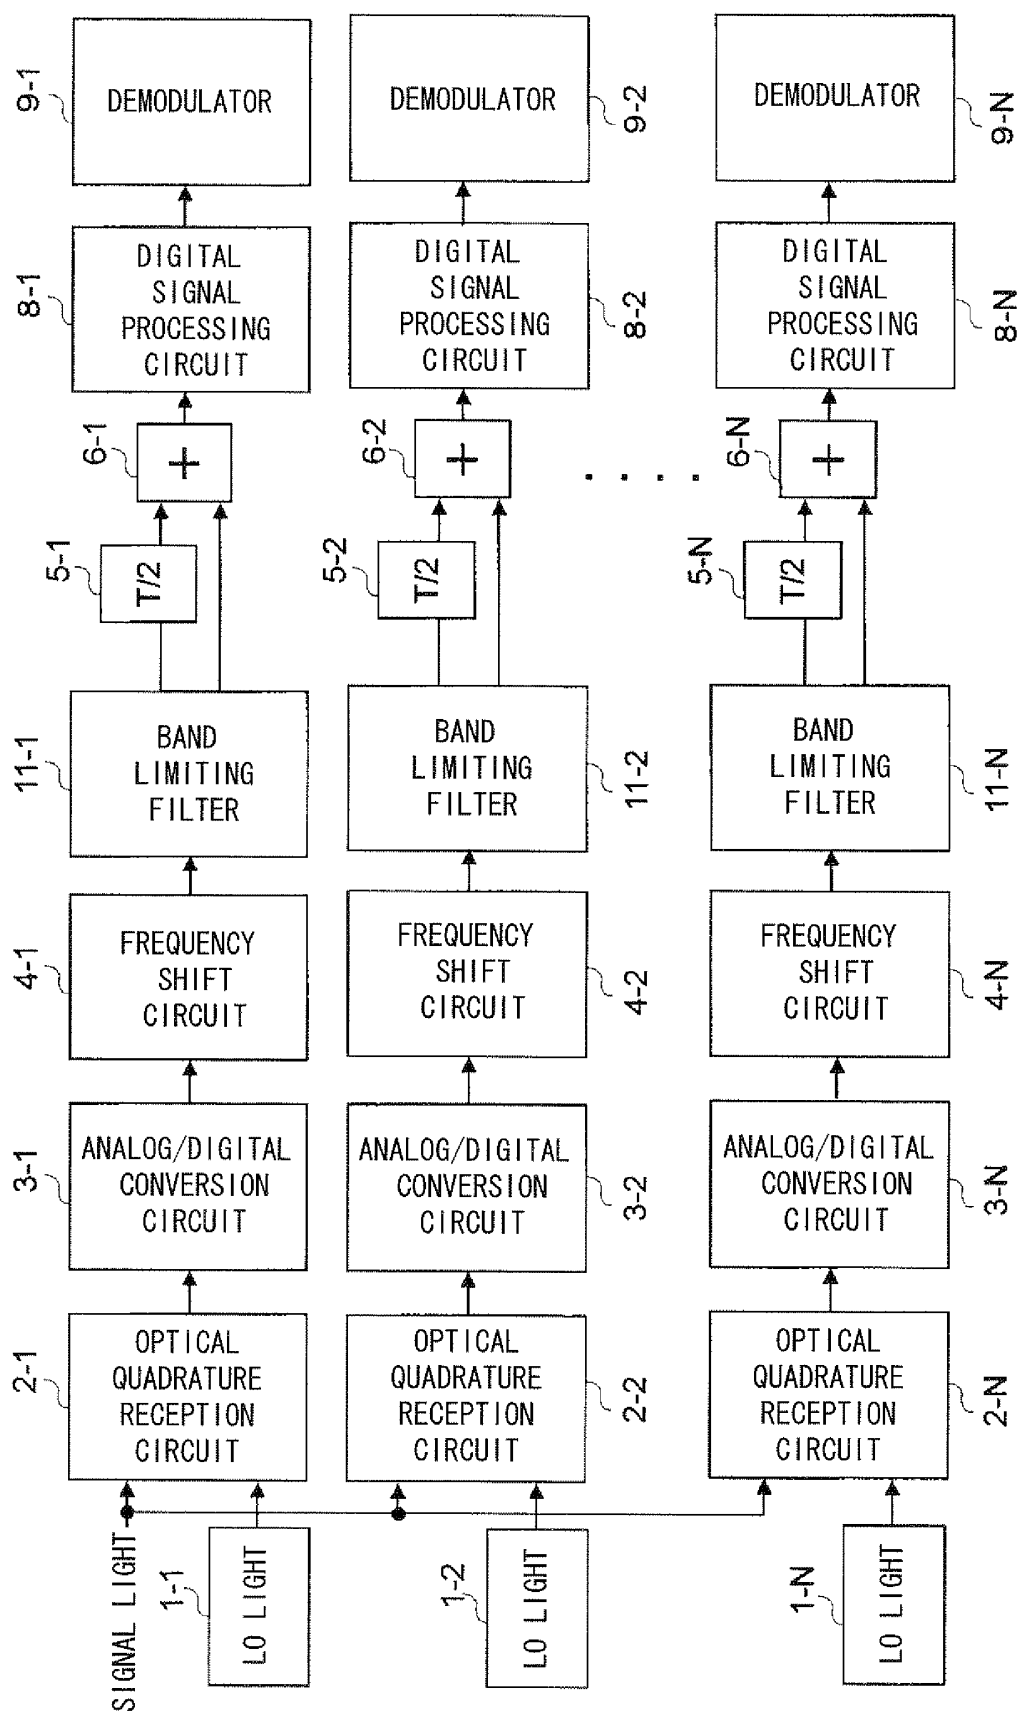 9-1
DEMODULATOR
DEMODULATOR
9-2
DEMODULATOR
9-N
8-1
DIGITAL
SIGNAL
PROCESSING
CIRCUIT
DIGITAL
SIGNAL
PROCESSING
CIRCUIT
8-2
DIGITAL
SIGNAL
PROCESSING
CIRCUIT
8-N
6-1
+
6-2
+
. . . .
6-N
+
5-1
T/2
5-2
T/2
5-N
T/2
11-1
BAND
LIMITING
FILTER
BAND
LIMITING
FILTER
11-2
BAND
LIMITING
FILTER
11-N
4-1
FREQUENCY
SHIFT
CIRCUIT
FREQUENCY
SHIFT
CIRCUIT
4-2
FREQUENCY
SHIFT
CIRCUIT
4-N
3-1
ANALOG/DIGITAL
CONVERSION
CIRCUIT
ANALOG/DIGITAL
CONVERSION
CIRCUIT
3-2
ANALOG/DIGITAL
CONVERSION
CIRCUIT
3-N
2-1
OPTICAL
QUADRATURE
RECEPTION
CIRCUIT
OPTICAL
QUADRATURE
RECEPTION
CIRCUIT
2-2
OPTICAL
QUADRATURE
RECEPTION
CIRCUIT
2-N
SIGNAL LIGHT
1-1
LO LIGHT
1-2
LO LIGHT
1-N
LO LIGHT